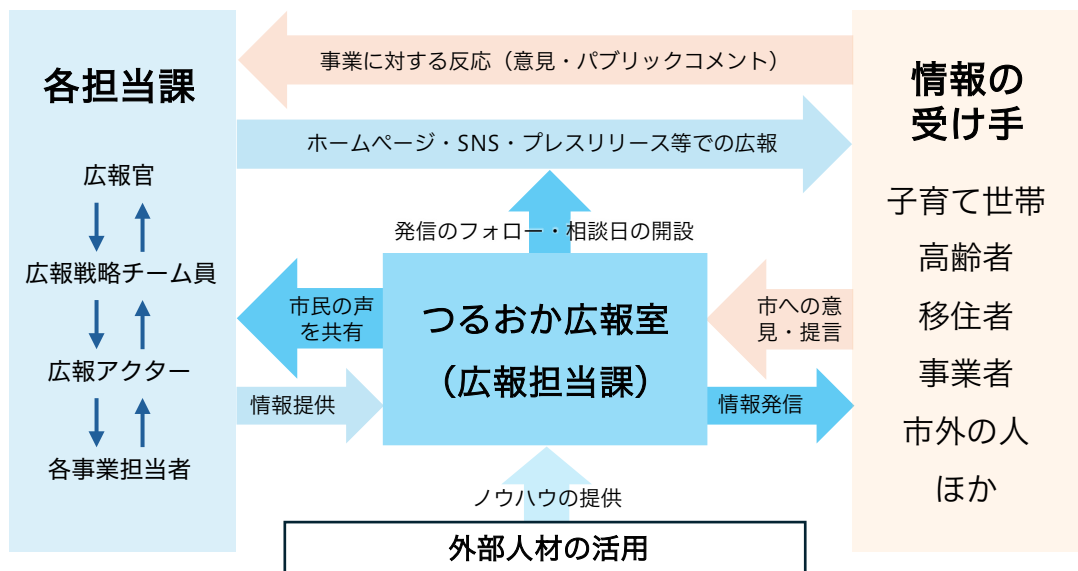 各担当課
広報官
広報戦略チーム員
広報アクター
各事業担当者
事業に対する反応（意見・パブリックコメント）
ホームページ・SNS・プレスリリース等での広報
発信のフォロー・相談日の開設
市民の声
を共有
情報提供
つるおか広報室
（広報担当課）
市への意
見・提言
情報発信
ノウハウの提供
外部人材の活用
情報の
受け手
子育て世帯
高齢者
移住者
事業者
市外の人
ほか